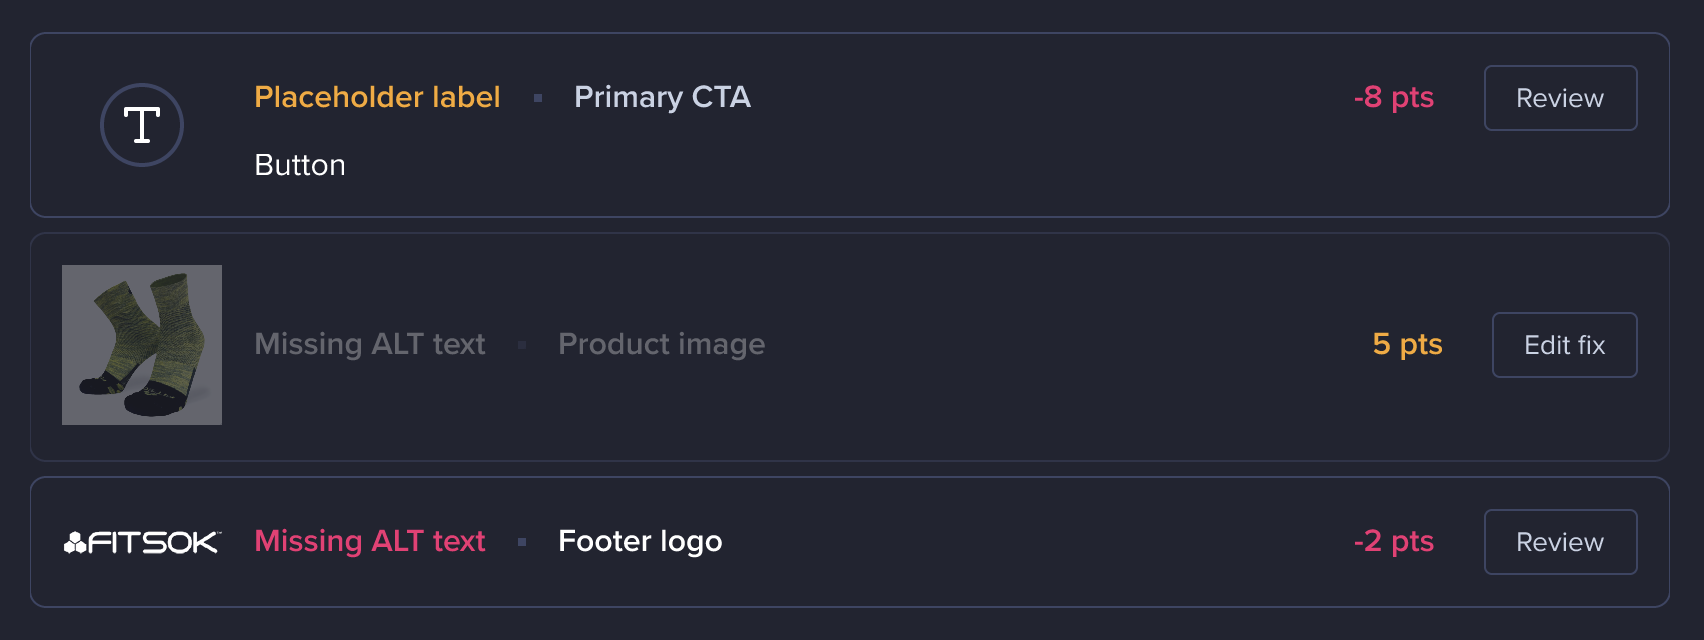 T
Placeholder label ▪ Primary CTA
-8 pts
Review
Button
Missing ALT text ▪ Product image
5 pts
Edit fix
FITSOK
Missing ALT text ▪ Footer logo
-2 pts
Review